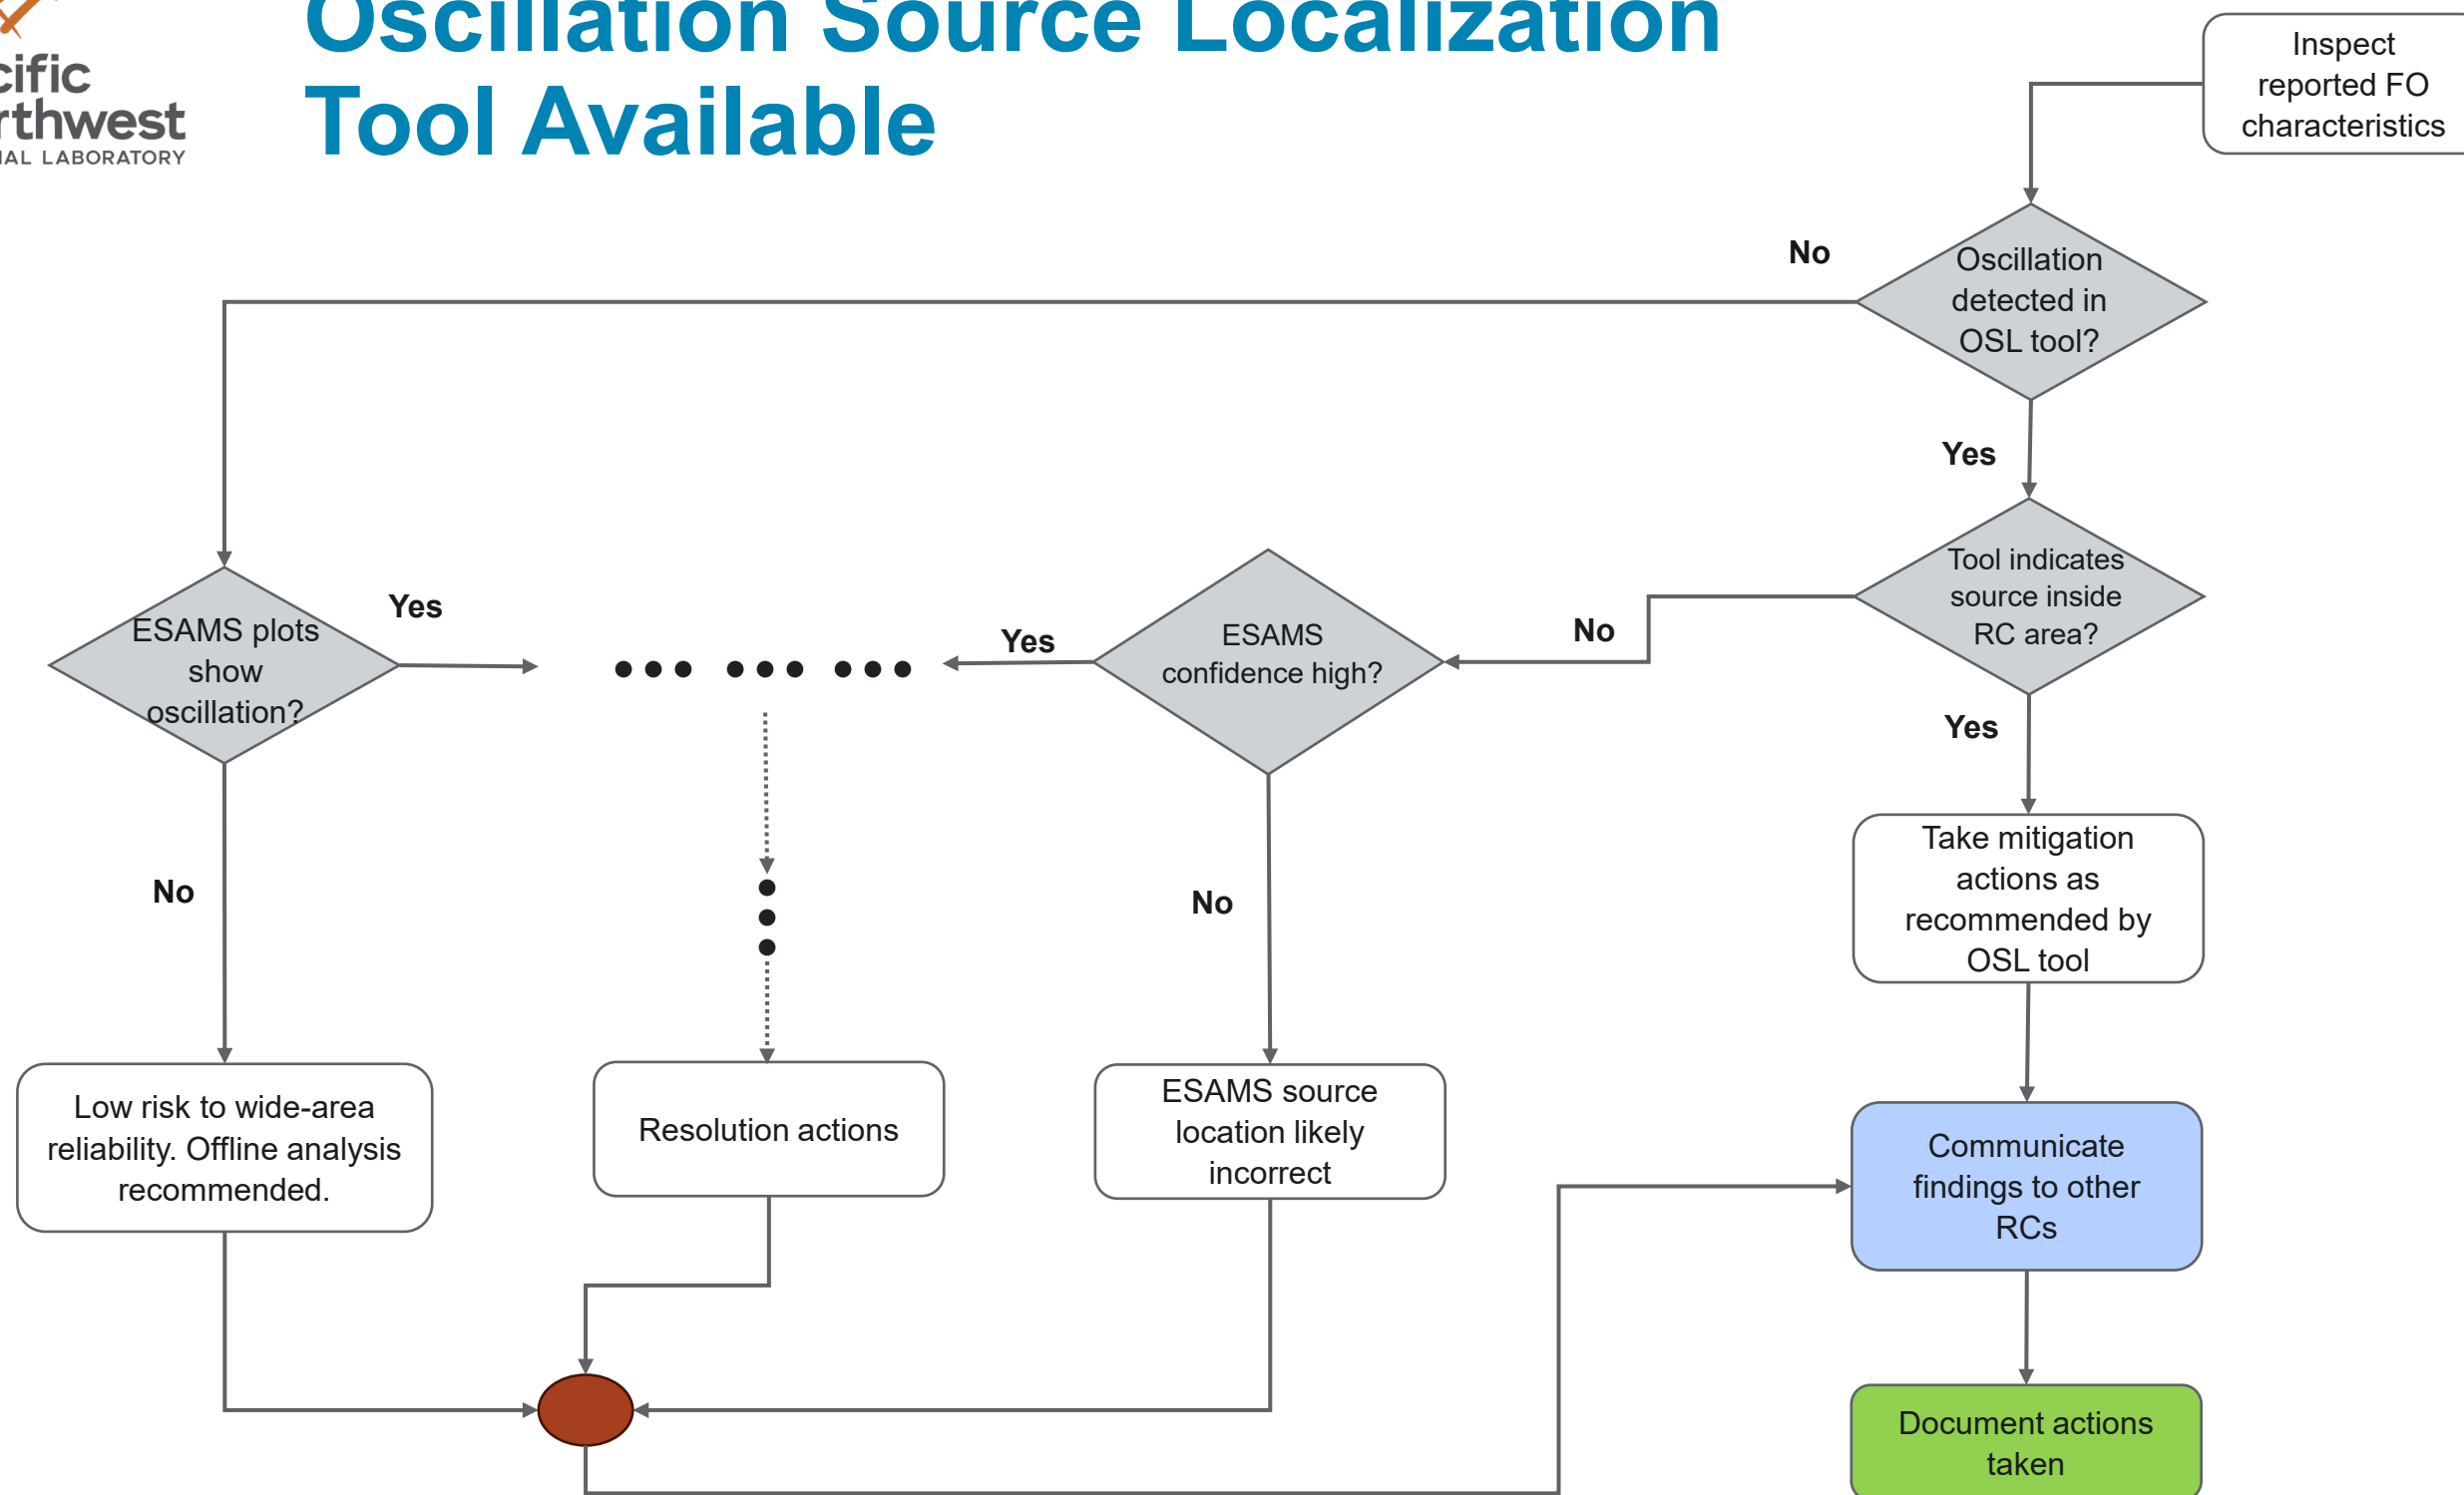 Oscillation Source Localization
Tool Available
cific
rthwest
LABORATORY
Inspect
reported FO
characteristics
No
Oscillation
detected in
OSL tool?
Yes
Tool indicates
source inside
RC area?
No
Yes
ESAMS
confidence high?
Yes
ESAMS plots
show
oscillation?
Yes
No
No
Take mitigation
actions as
recommended by
OSL tool
Low risk to wide-area
reliability. Offline analysis
recommended.
Resolution actions
ESAMS source
location likely
incorrect
Communicate
findings to other
RCs
Document actions
taken